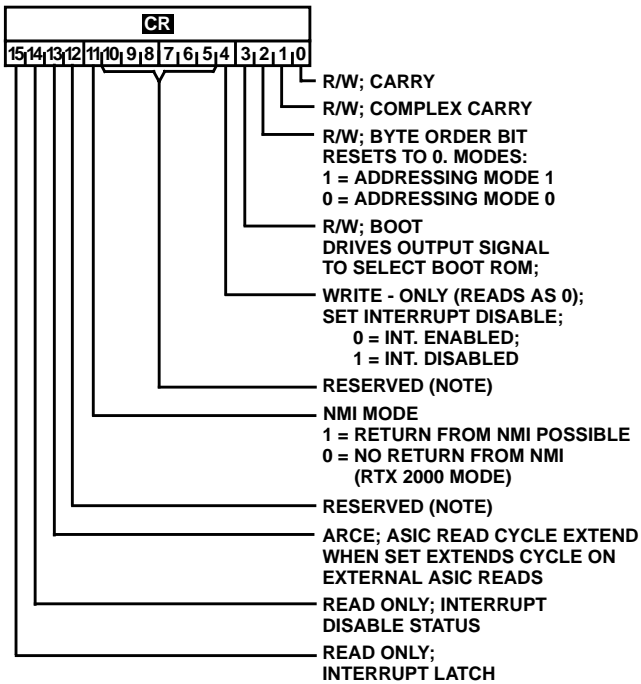 CR
15 14 13 12 11 10 9 8 7 6 5 4 3 2 1 0
R/W; CARRY
R/W; COMPLEX CARRY
R/W; BYTE ORDER BIT
RESETS TO 0. MODES:
1 = ADDRESSING MODE 1
0 = ADDRESSING MODE 0
R/W; BOOT
DRIVES OUTPUT SIGNAL
TO SELECT BOOT ROM;
WRITE - ONLY (READS AS 0);
SET INTERRUPT DISABLE;
0 = INT. ENABLED;
1 = INT. DISABLED
RESERVED (NOTE)
NMI MODE
1 = RETURN FROM NMI POSSIBLE
0 = NO RETURN FROM NMI
(RTX 2000 MODE)
RESERVED (NOTE)
ARCE; ASIC READ CYCLE EXTEND
WHEN SET EXTENDS CYCLE ON
EXTERNAL ASIC READS
READ ONLY; INTERRUPT
DISABLE STATUS
READ ONLY;
INTERRUPT LATCH